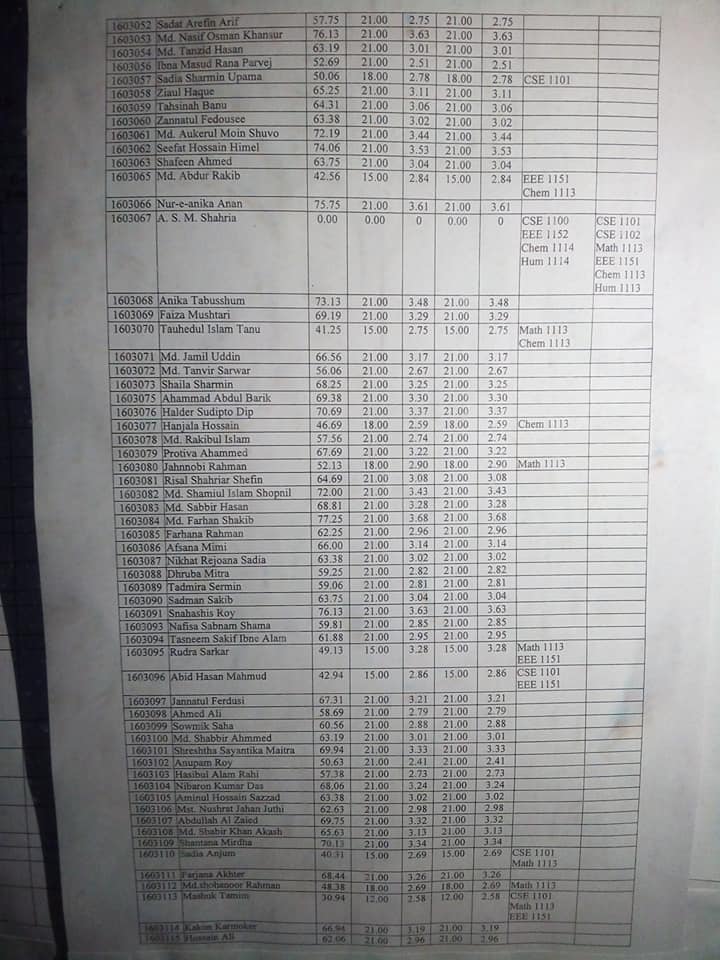 1603052 Sadat Arefin Arif 57.75 21.00 2.75 21.00 2.75
1603053 Md. Nasif Osman Khansur 76.13 21.00 3.63 21.00 3.63
1603054 Md. Tanzid Hasan 63.19 21.00 3.01 21.00 3.01
1603056 Ibna Masud Rana Parvej 52.69 21.00 2.51 21.00 2.51
1603057 Sadia Sharmin Upama 50.06 18.00 2.78 18.00 2.78 CSE 1101
1603058 Ziaul Haque 65.25 21.00 3.11 21.00 3.11
1603059 Tahsinah Banu 64.31 21.00 3.06 21.00 3.06
1603060 Zannatul Fedousee 63.38 21.00 3.02 21.00 3.02
1603061 Md. Aukerul Moin Shuvo 72.19 21.00 3.44 21.00 3.44
1603062 Seefat Hossain Himel 74.06 21.00 3.53 21.00 3.53
1603063 Shafeen Ahmed 63.75 21.00 3.04 21.00 3.04
1603065 Md. Abdur Rakib 42.56 15.00 2.84 15.00 2.84 EEE 1151
Chem 1113
1603066 Nur-e-anika Anan 75.75 21.00 3.61 21.00 3.61
1603067 A. S. M. Shahria 0.00 0.00 0 0.00 0 CSE 1100 CSE 1101
EEE 1152 CSE 1102
Chem 1114 Math 1113
Hum 1114 EEE 1151
Chem 1113
Hum 1113
1603068 Anika Tabusshum 73.13 21.00 3.48 21.00 3.48
1603069 Faiza Mushtari 69.19 21.00 3.29 21.00 3.29
1603070 Tauhedul Islam Tanu 41.25 15.00 2.75 15.00 2.75 Math 1113
Chem 1113
1603071 Md. Jamil Uddin 66.56 21.00 3.17 21.00 3.17
1603072 Md. Tanvir Sarwar 56.06 21.00 2.67 21.00 2.67
1603073 Shaila Sharmin 68.25 21.00 3.25 21.00 3.25
1603075 Ahammad Abdul Barik 69.38 21.00 3.30 21.00 3.30
1603076 Halder Sudipto Dip 70.69 21.00 3.37 21.00 3.37
1603077 Hanjala Hossain 46.69 18.00 2.59 18.00 2.59 Chem 1113
1603078 Md. Rakibul Islam 57.56 21.00 2.74 21.00 2.74
1603079 Protiva Ahammed 67.69 21.00 3.22 21.00 3.22
1603080 Jahnnobi Rahman 52.13 18.00 2.90 18.00 2.90 Math 1113
1603081 Risal Shahriar Shefin 64.69 21.00 3.08 21.00 3.08
1603082 Md. Shamiul Islam Shopnil 72.00 21.00 3.43 21.00 3.43
1603083 Md. Sabbir Hasan 68.81 21.00 3.28 21.00 3.28
1603084 Md. Farhan Shakib 77.25 21.00 3.68 21.00 3.68
1603085 Farhana Rahman 62.25 21.00 2.96 21.00 2.96
1603086 Afsana Mimi 66.00 21.00 3.14 21.00 3.14
1603087 Nikhat Rejoana Sadia 63.38 21.00 3.02 21.00 3.02
1603088 Dhruba Mitra 59.25 21.00 2.82 21.00 2.82
1603089 Tadmira Sermin 59.06 21.00 2.81 21.00 2.81
1603090 Sadman Sakib 63.75 21.00 3.04 21.00 3.04
1603091 Snahashis Roy 76.13 21.00 3.63 21.00 3.63
1603093 Nafisa Sabnam Shama 59.81 21.00 2.85 21.00 2.85
1603094 Tasneem Sakif Ibne Alam 61.88 21.00 2.95 21.00 2.95
1603095 Rudra Sarkar 49.13 15.00 3.28 15.00 3.28 Math 1113
EEE 1151
1603096 Abid Hasan Mahmud 42.94 15.00 2.86 15.00 2.86 CSE 1101
EEE 1151
1603097 Jannatul Ferdusi 67.31 21.00 3.21 21.00 3.21
1603098 Ahmed Ali 58.69 21.00 2.79 21.00 2.79
1603099 Sowmik Saha 60.56 21.00 2.88 21.00 2.88
1603100 Md. Shabbir Ahmmed 63.19 21.00 3.01 21.00 3.01
1603101 Shreshtha Sayantika Maitra 69.94 21.00 3.33 21.00 3.33
1603102 Anupam Roy 50.63 21.00 2.41 21.00 2.41
1603103 Hasibul Alam Rahi 57.38 21.00 2.73 21.00 2.73
1603104 Nibaron Kumar Das 68.06 21.00 3.24 21.00 3.24
1603105 Aminul Hossain Sazzad 63.38 21.00 3.02 21.00 3.02
1603106 Mst. Nushrat Jahan Juthi 62.63 21.00 2.98 21.00 2.98
1603107 Abdullah Al Zaied 69.75 21.00 3.32 21.00 3.32
1603108 Md. Shabir Khan Akash 65.63 21.00 3.13 21.00 3.13
1603109 Shantana Mirdha 70.13 21.00 3.34 21.00 3.34
1603110 Sadia Anjum 40.31 15.00 2.69 15.00 2.69 CSE 1101
Math 1113
1603111 Farjana Akhter 68.44 21.00 3.26 21.00 3.26
1603112 Md.shohanoor Rahman 48.38 18.00 2.69 18.00 2.69 Math 1113
1603113 Mashuk Tamim 30.94 12.00 2.58 12.00 2.58 CSE 1101
Math 1113
EEE 1151
1603114 Kakon Karmoker 66.94 21.00 3.19 21.00 3.19
1603115 Hossain Ali 62.06 21.00 2.96 21.00 2.96